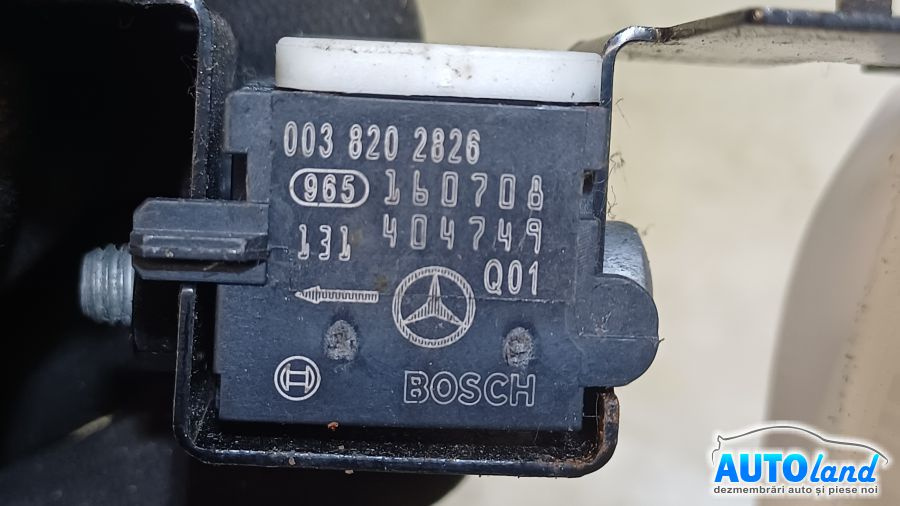 003 820 2826
965 160708
131 404749
Q01
BOSCH
AUTOland
dezmembrări auto și piese noi